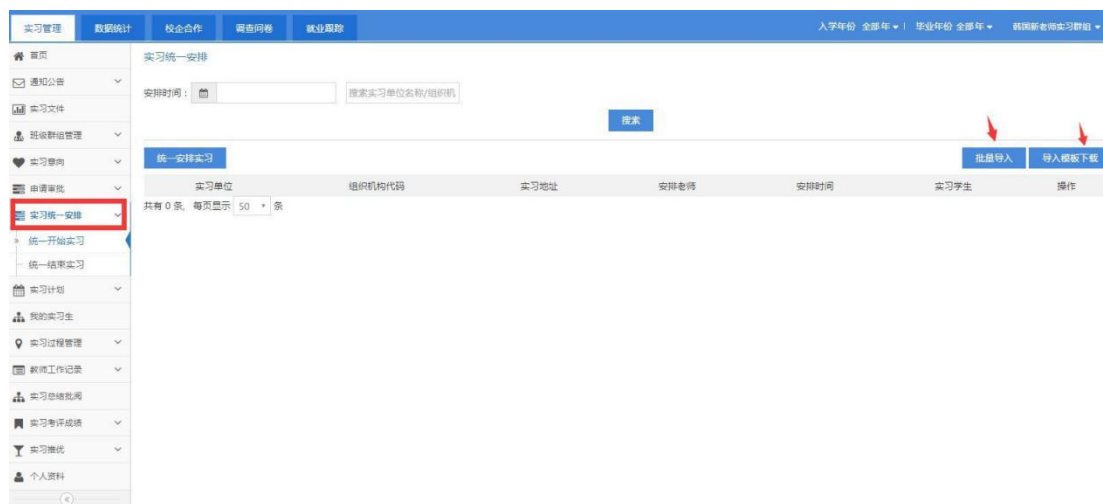 实习管理 数据统计 校企合作 调查问卷 就业跟踪 入学年份 全部年 毕业年份 全部年 韩国新老师实习群组
首页
通知公告
实习文件
班级群组管理
实习意向
申请审批
实习统一安排
统一开始实习
统一结束实习
实习计划
我的实习生
实习过程管理
教师工作记录
实习总结批阅
实习考评成绩
实习推优
个人资料
实习统一安排
安排时间： 搜索实习单位名称/组织机
搜索
统一安排实习 批量导入 导入模板下载
实习单位 组织机构代码 实习地址 安排老师 安排时间 实习学生 操作
共有 0 条, 每页显示 50 条